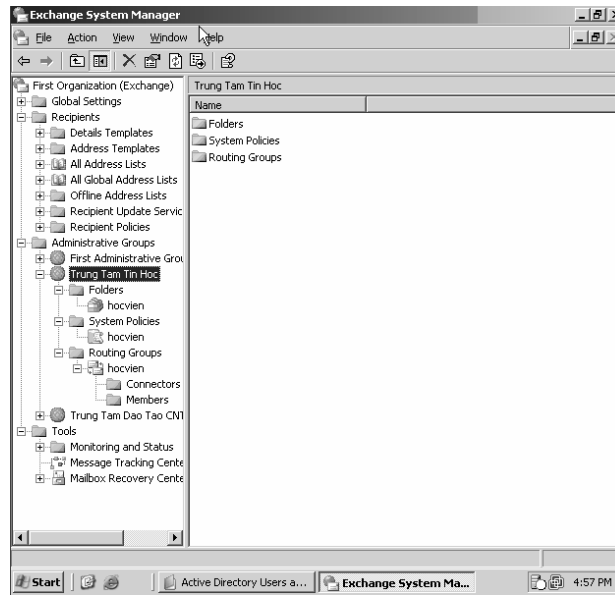 Exchange System Manager
File Action View Window Help
First Organization (Exchange)
Global Settings
Recipients
Details Templates
Address Templates
All Address Lists
All Global Address Lists
Offline Address Lists
Recipient Update Servic
Recipient Policies
Administrative Groups
First Administrative Grou
Trung Tam Tin Hoc
Folders
hocvien
System Policies
hocvien
Routing Groups
hocvien
Connectors
Members
Trung Tam Dao Tao CNT
Tools
Monitoring and Status
Message Tracking Cente
Mailbox Recovery Cente
Trung Tam Tin Hoc
Name
Folders
System Policies
Routing Groups
Start Active Directory Users a... Exchange System Ma... 4:57 PM